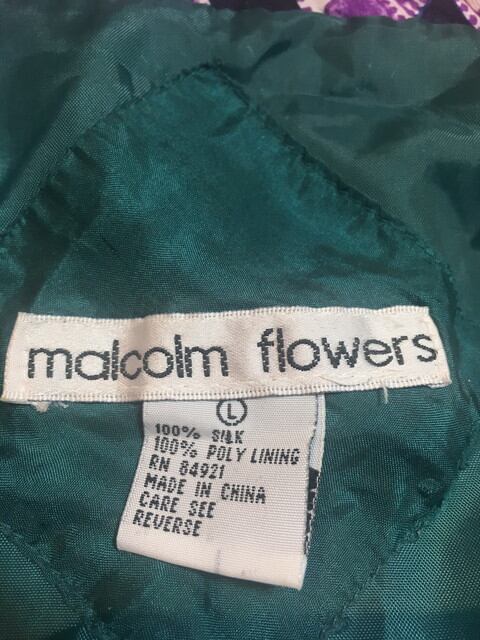 malcolm flowers
L
100% SILK
100% POLY LINING
RN 84921
MADE IN CHINA
CARE SEE
REVERSE